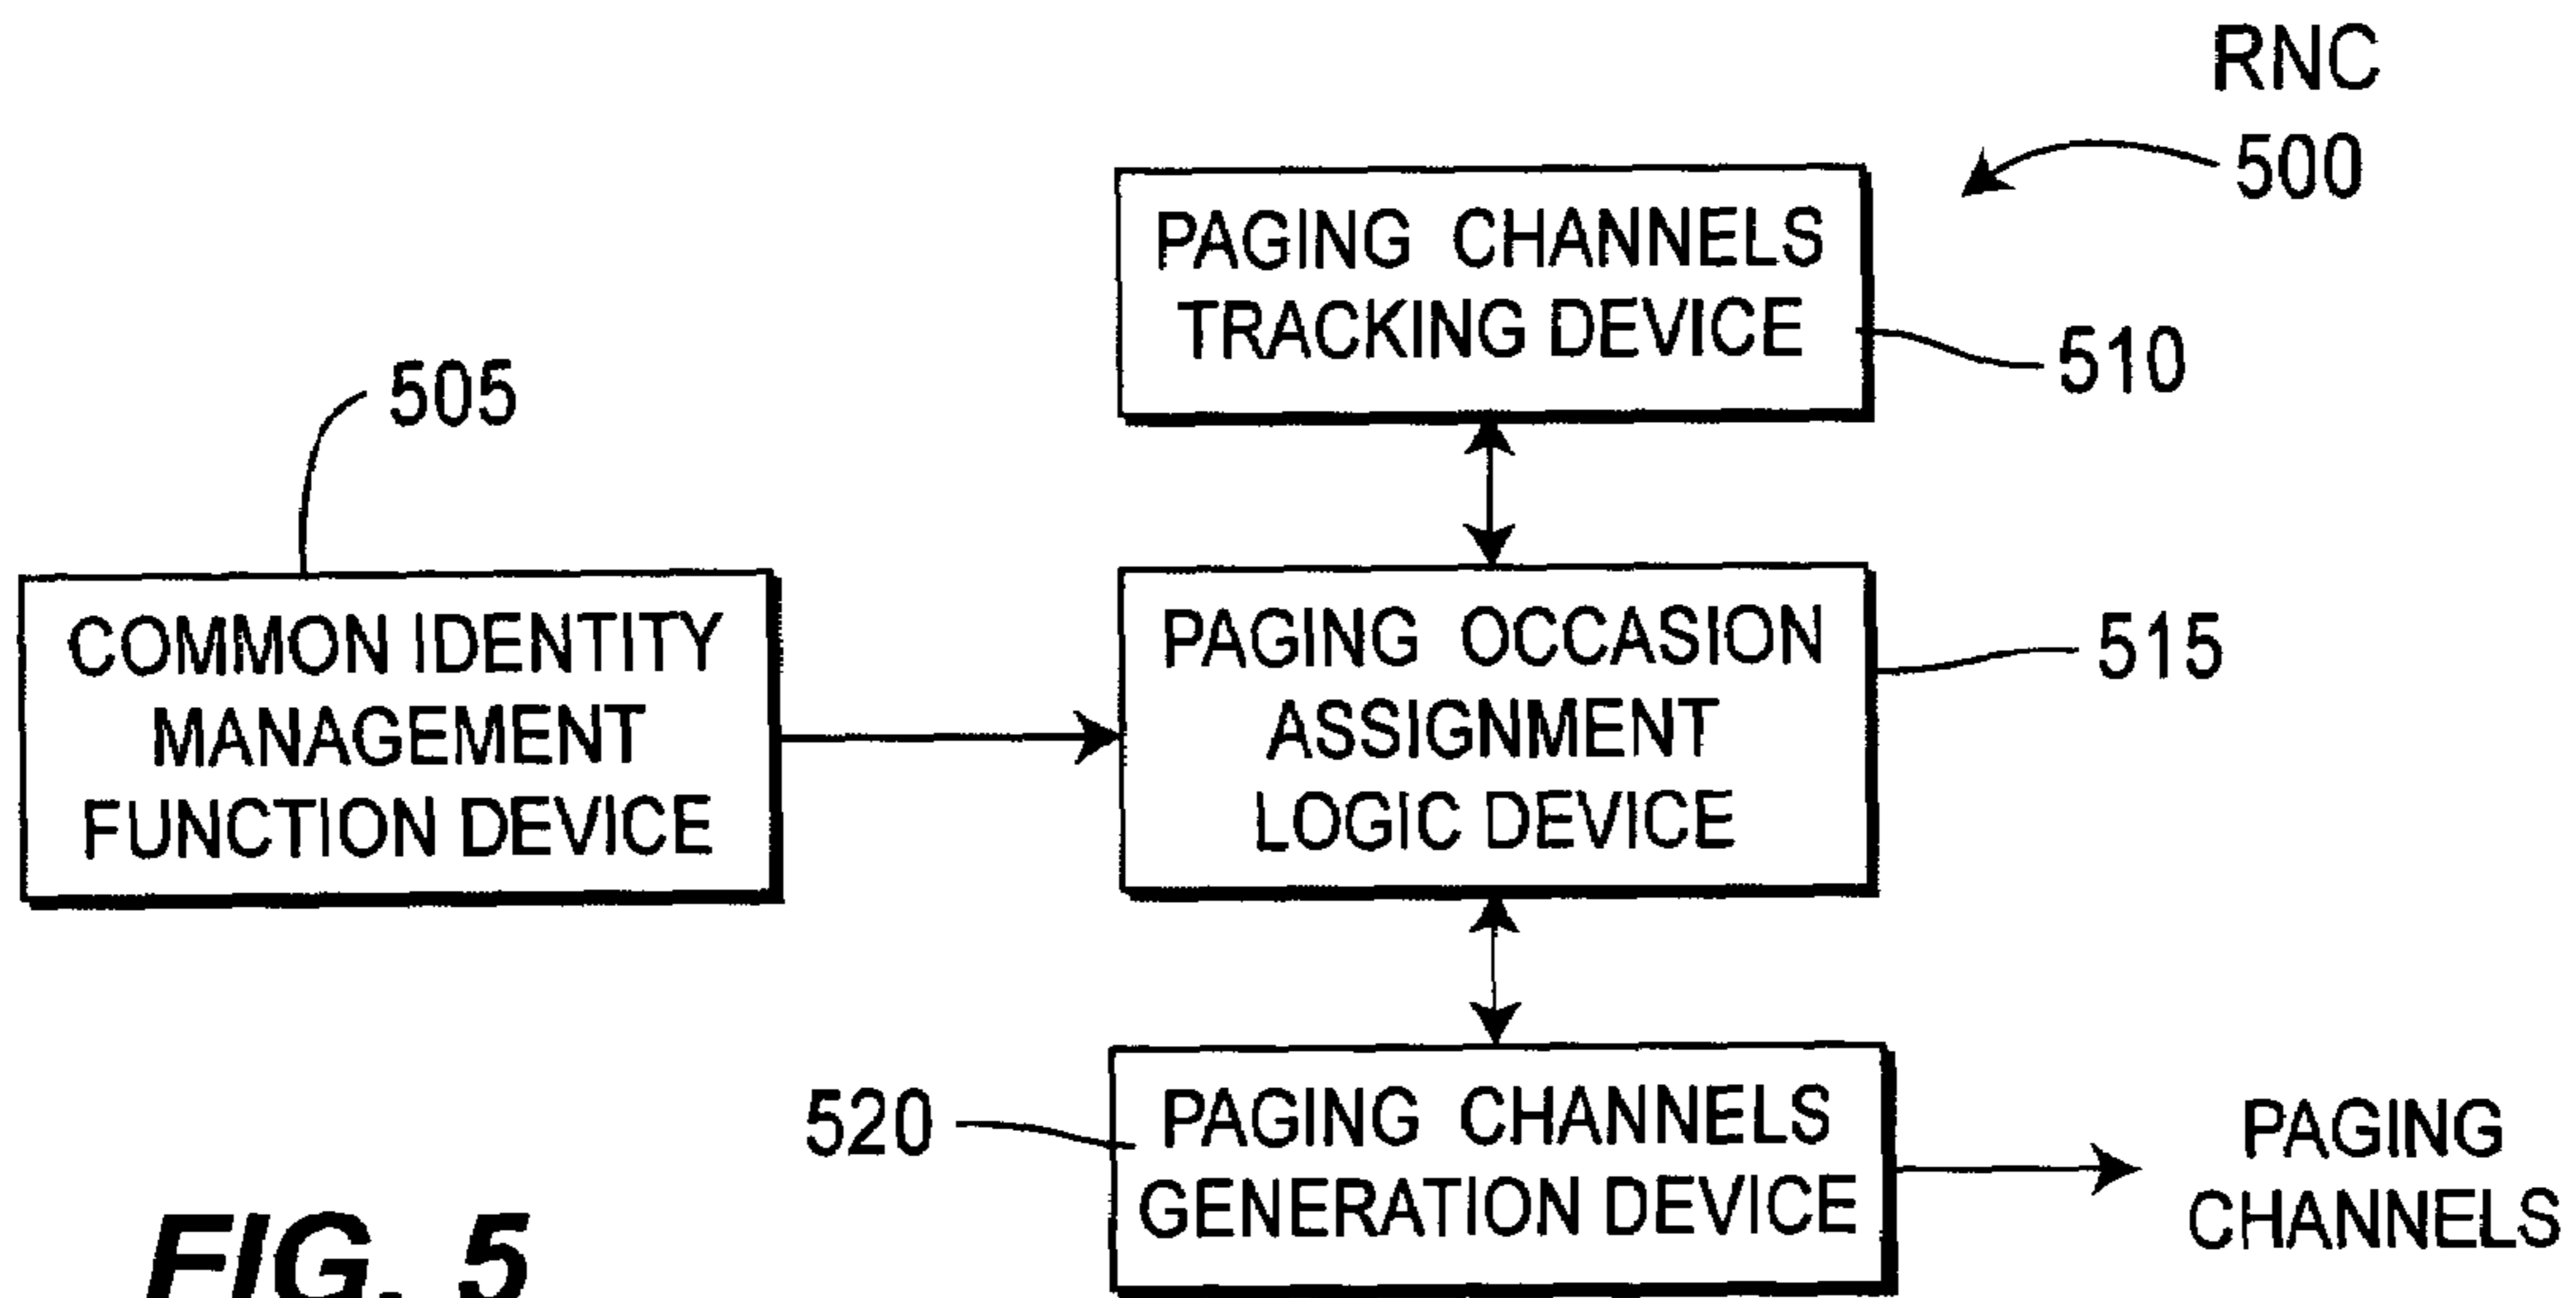 RNC
500
PAGING CHANNELS
TRACKING DEVICE
510
505
COMMON IDENTITY
MANAGEMENT
FUNCTION DEVICE
PAGING OCCASION
ASSIGNMENT
LOGIC DEVICE
515
520
PAGING CHANNELS
GENERATION DEVICE
PAGING
CHANNELS
FIG. 5